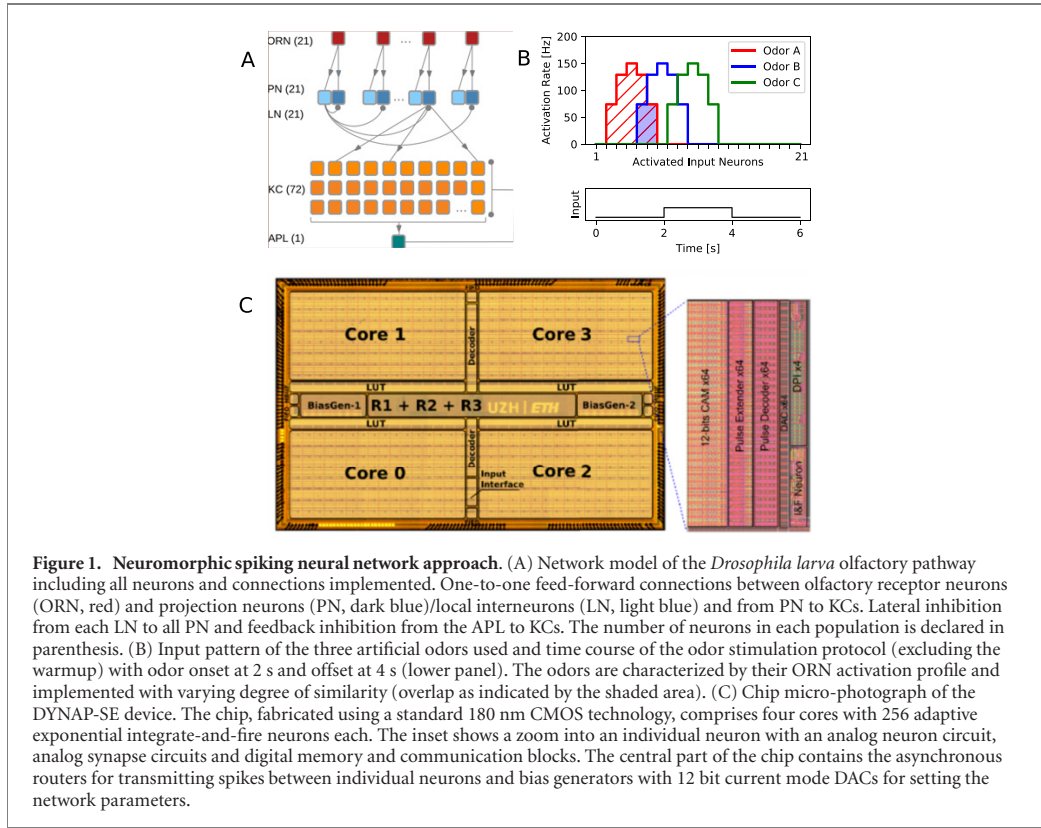 A
ORN (21)
...
PN (21)
LN (21)
...
KC (72)
...
APL (1)
B
200
150
100
50
0
Activation Rate [Hz]
Odor A
Odor B
Odor C
1
21
Activated Input Neurons
Input
0
2
4
6
Time [s]
C
Core 1
Decoder
Core 3
LUT
LUT
BiasGen-1
R1 + R2 + R3
UZH | ETH
BiasGen-2
LUT
LUT
Core 0
Decoder
Input
Interface
Core 2
12-bits CAM x64
Pulse Extender x64
Pulse Decoder x64
DAC x64
DPI x4
I&F Neuron
Figure 1. Neuromorphic spiking neural network approach. (A) Network model of the Drosophila larva olfactory pathway
including all neurons and connections implemented. One-to-one feed-forward connections between olfactory receptor neurons
(ORN, red) and projection neurons (PN, dark blue)/local interneurons (LN, light blue) and from PN to KCs. Lateral inhibition
from each LN to all PN and feedback inhibition from the APL to KCs. The number of neurons in each population is declared in
parenthesis. (B) Input pattern of the three artificial odors used and time course of the odor stimulation protocol (excluding the
warmup) with odor onset at 2 s and offset at 4 s (lower panel). The odors are characterized by their ORN activation profile and
implemented with varying degree of similarity (overlap as indicated by the shaded area). (C) Chip micro-photograph of the
DYNAP-SE device. The chip, fabricated using a standard 180 nm CMOS technology, comprises four cores with 256 adaptive
exponential integrate-and-fire neurons each. The inset shows a zoom into an individual neuron with an analog neuron circuit,
analog synapse circuits and digital memory and communication blocks. The central part of the chip contains the asynchronous
routers for transmitting spikes between individual neurons and bias generators with 12 bit current mode DACs for setting the
network parameters.